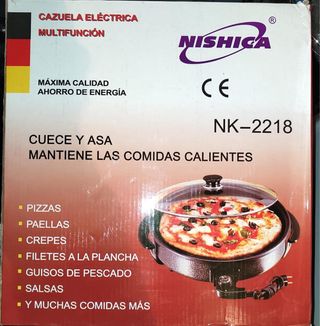 CAZUELA ELÉCTRICA
MULTIFUNCIÓN
NISHICA ®
MÁXIMA CALIDAD
AHORRO DE ENERGÍA
CE
NK-2218
CUECE Y ASA
MANTIENE LAS COMIDAS CALIENTES
• PIZZAS
• PAELLAS
• CREPES
• FILETES A LA PLANCHA
• GUISOS DE PESCADO
• SALSAS
• Y MUCHAS COMIDAS MÁS